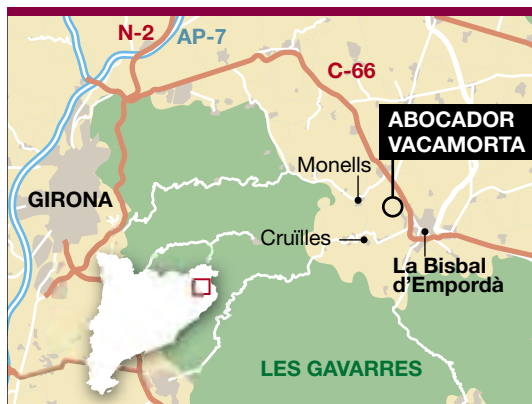 N-2
AP-7
C-66
ABOCADOR
VACAMORTA
Monells
GIRONA
Cruïlles
La Bisbal
d'Empordà
LES GAVARRES